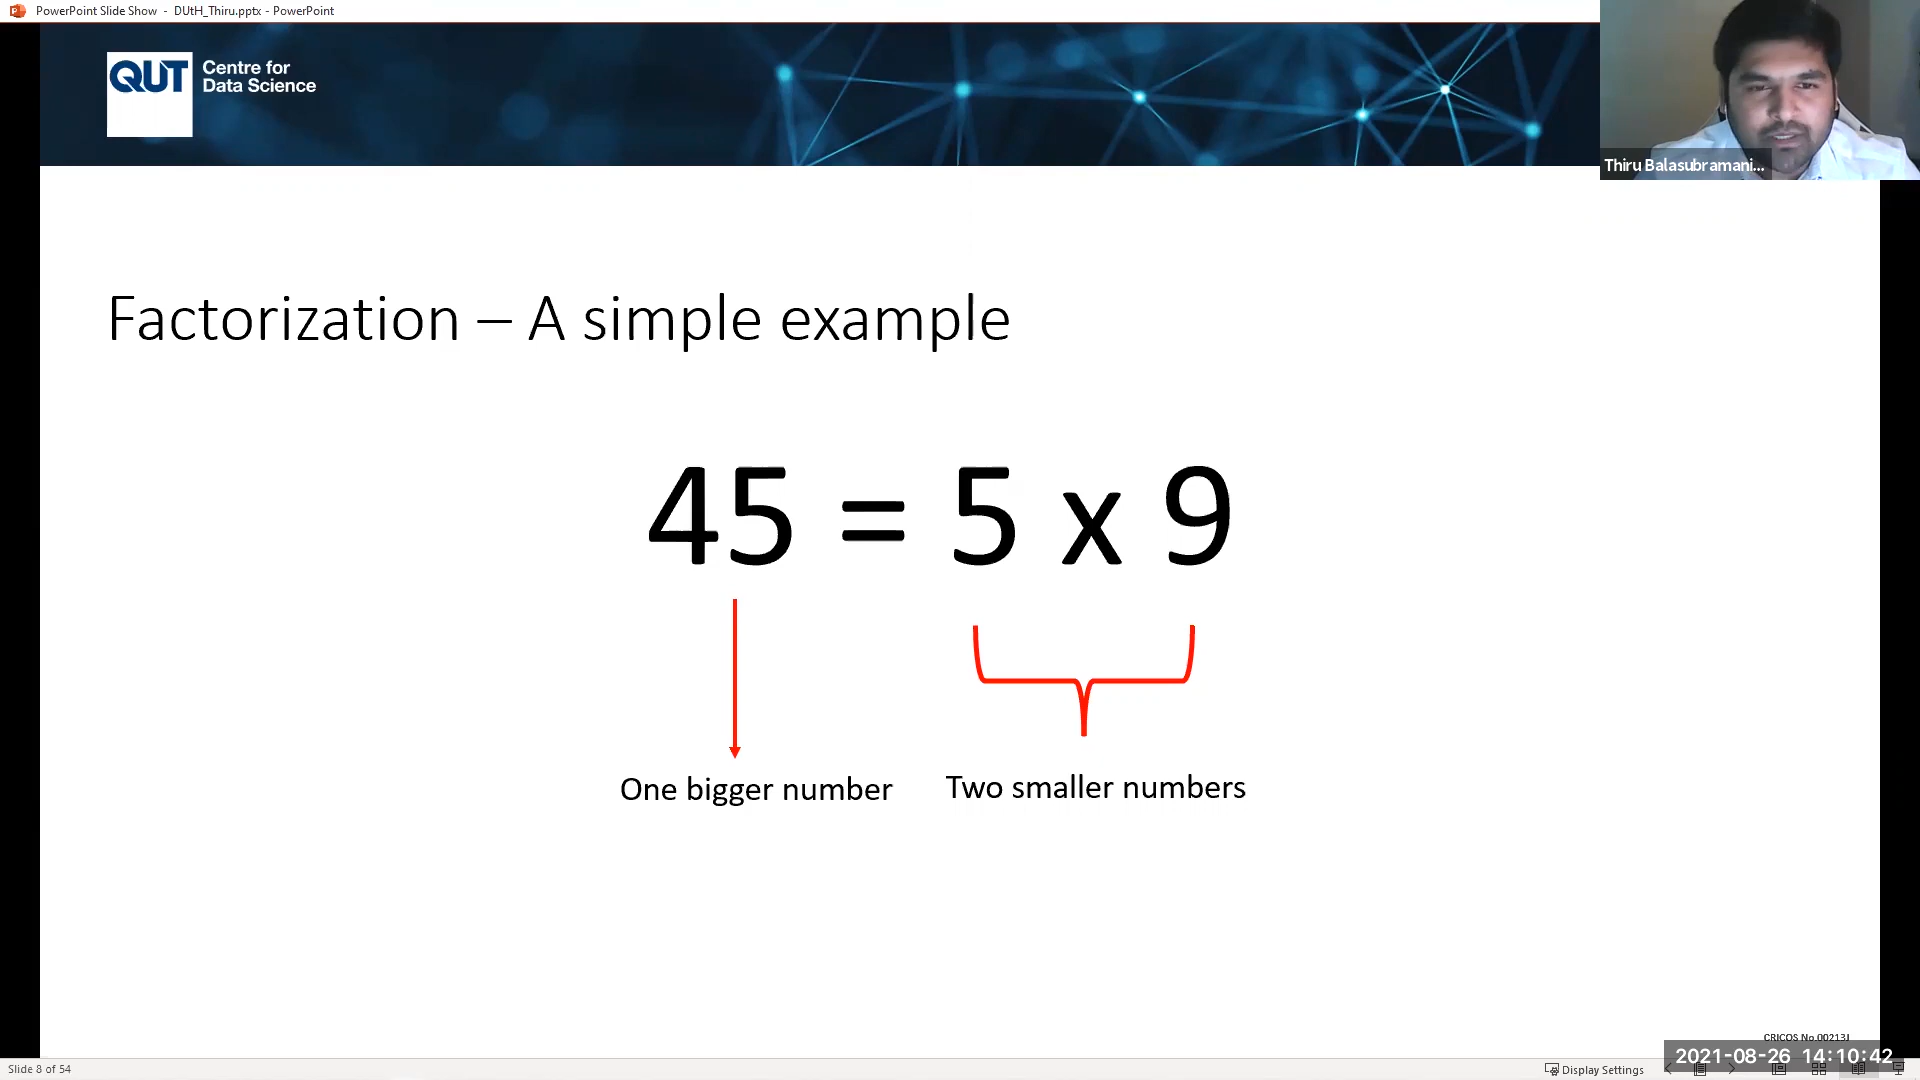 PowerPoint Slide Show - DUtH_Thiru.pptx - PowerPoint
QUT Centre for
Data Science
Thiru Balasubramani...
Factorization – A simple example
45 = 5 x 9
One bigger number
Two smaller numbers
CRICOS No.00213J
2021-08-26 14:10:42
Slide 8 of 54
Display Settings